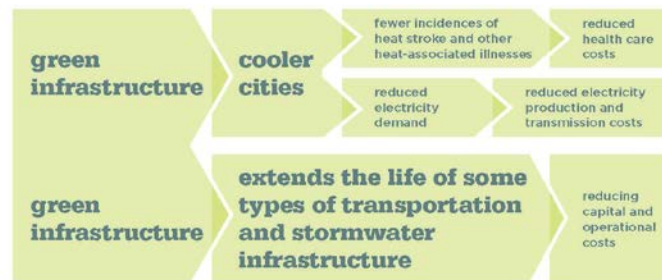 green
infrastructure
cooler
cities
fewer incidences of
heat stroke and other
heat-associated illnesses
reduced
health care
costs
reduced
electricity
demand
reduced electricity
production and
transmission costs
green
infrastructure
extends the life of some
types of transportation
and stormwater
infrastructure
reducing
capital and
operational
costs